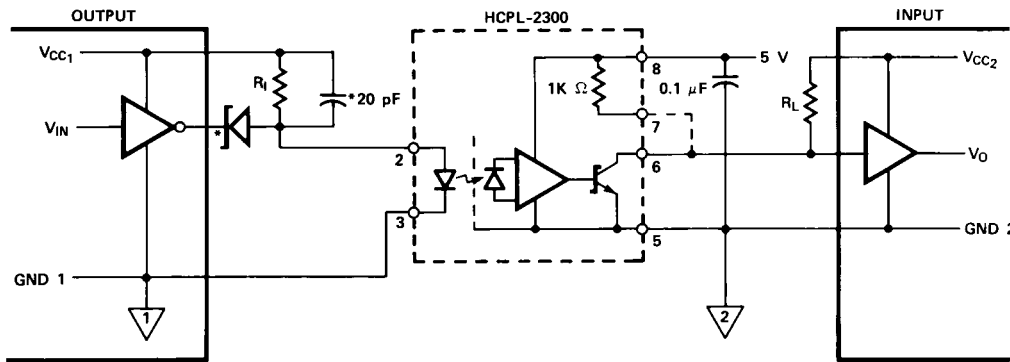 OUTPUT
HCPL-2300
INPUT
VCC1
RI
*20 pF
VIN
*
2
3
GND 1
1
1K Ω
8
7
6
5
5 V
0.1 µF
2
RL
VCC2
VO
GND 2